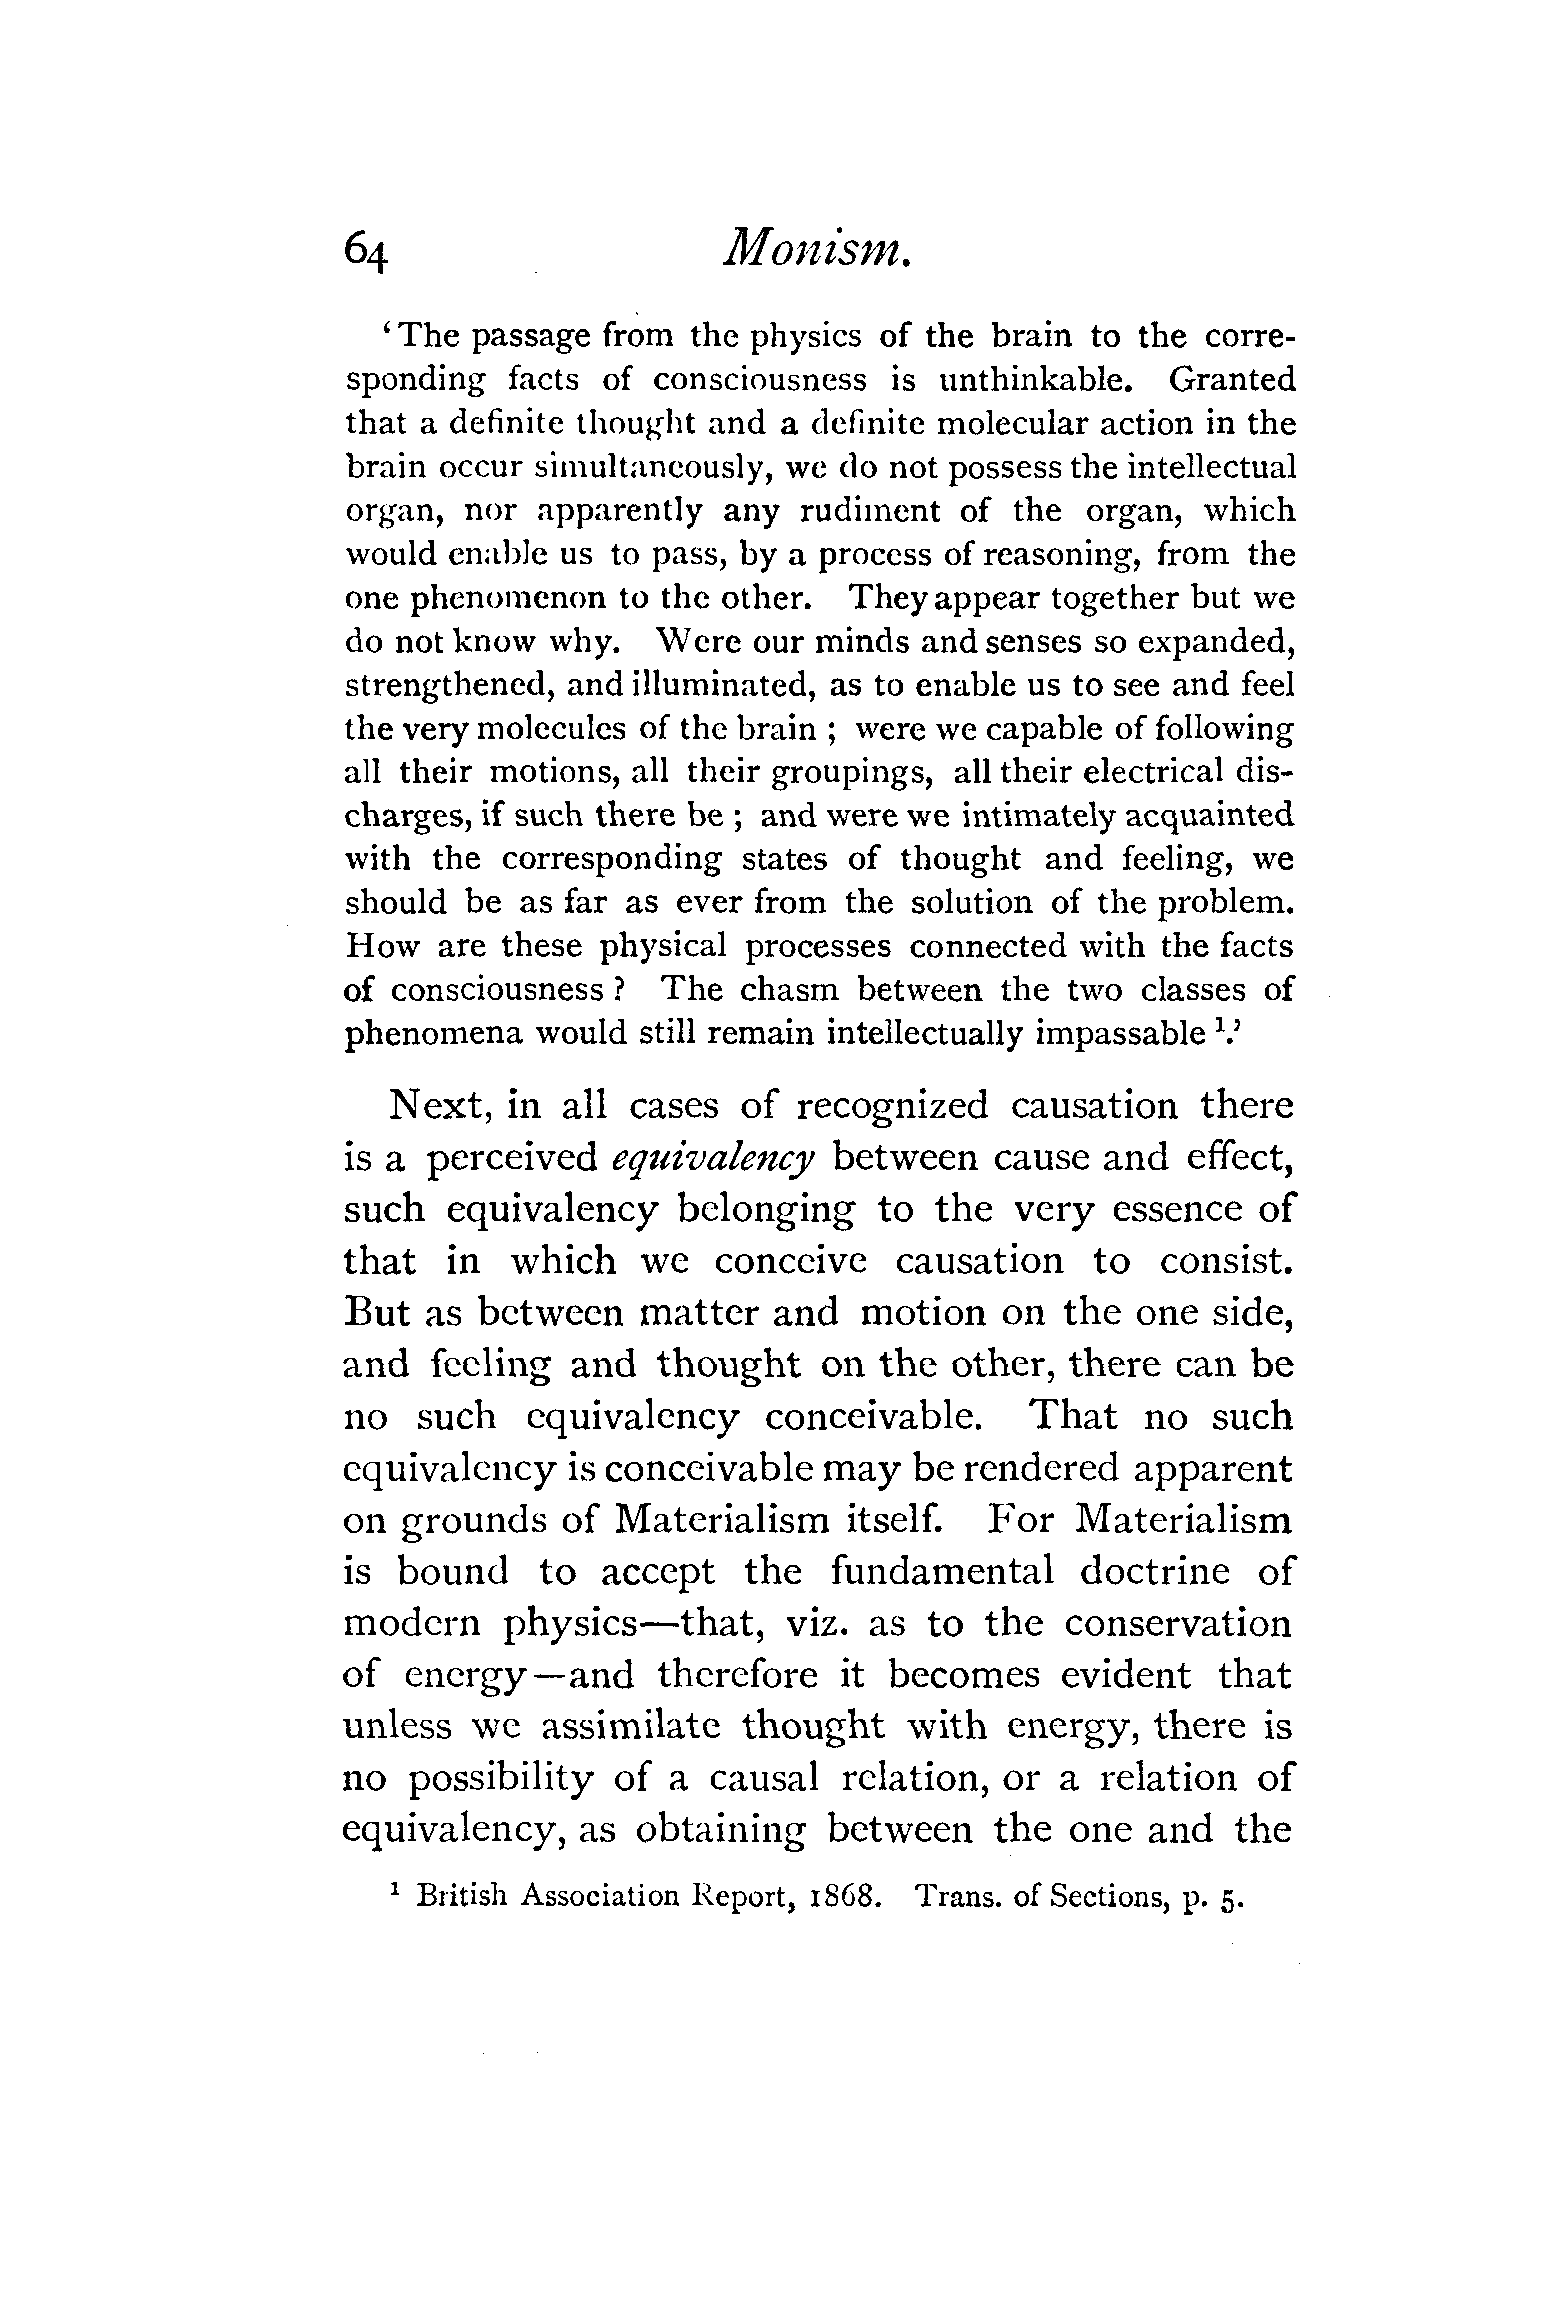 64 Monism.
‘The passage from the physics of the brain to the corre-
sponding facts of consciousness is unthinkable. Granted
that a definite thought and a definite molecular action in the
brain occur simultaneously, we do not possess the intellectual
organ, nor apparently any rudiment of the organ, which
would enable us to pass, by a process of reasoning, from the
one phenomenon to the other. They appear together but we
do not know why. Were our minds and senses so expanded,
strengthened, and illuminated, as to enable us to see and feel
the very molecules of the brain ; were we capable of following
all their motions, all their groupings, all their electrical dis-
charges, if such there be ; and were we intimately acquainted
with the corresponding states of thought and feeling, we
should be as far as ever from the solution of the problem.
How are these physical processes connected with the facts
of consciousness ? The chasm between the two classes of
phenomena would still remain intellectually impassable ¹.’
Next, in all cases of recognized causation there
is a perceived equivalency between cause and effect,
such equivalency belonging to the very essence of
that in which we conceive causation to consist.
But as between matter and motion on the one side,
and feeling and thought on the other, there can be
no such equivalency conceivable. That no such
equivalency is conceivable may be rendered apparent
on grounds of Materialism itself. For Materialism
is bound to accept the fundamental doctrine of
modern physics—that, viz. as to the conservation
of energy—and therefore it becomes evident that
unless we assimilate thought with energy, there is
no possibility of a causal relation, or a relation of
equivalency, as obtaining between the one and the
¹ British Association Report, 1868. Trans. of Sections, p. 5.